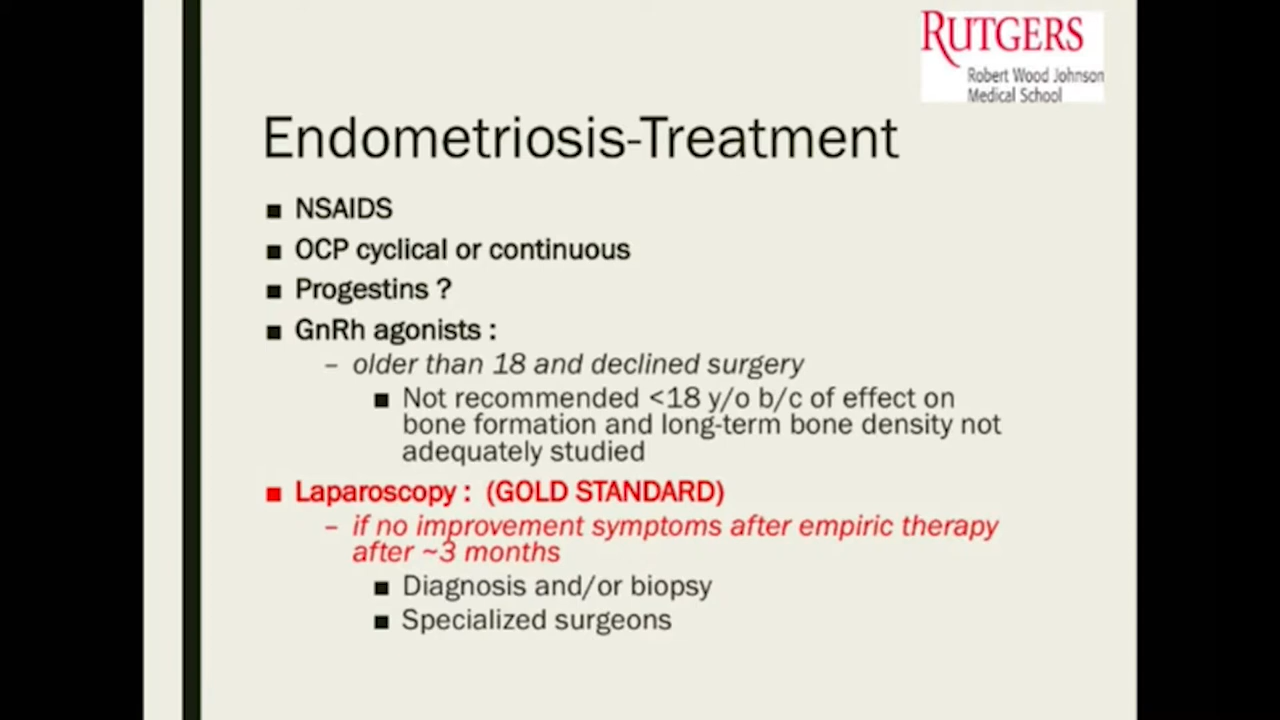 RUTGERS
Robert Wood Johnson
Medical School
Endometriosis-Treatment
■ NSAIDS
■ OCP cyclical or continuous
■ Progestins ?
■ GnRh agonists :
– older than 18 and declined surgery
■ Not recommended <18 y/o b/c of effect on
bone formation and long-term bone density not
adequately studied
■ Laparoscopy : (GOLD STANDARD)
– if no improvement symptoms after empiric therapy
after ~3 months
■ Diagnosis and/or biopsy
■ Specialized surgeons